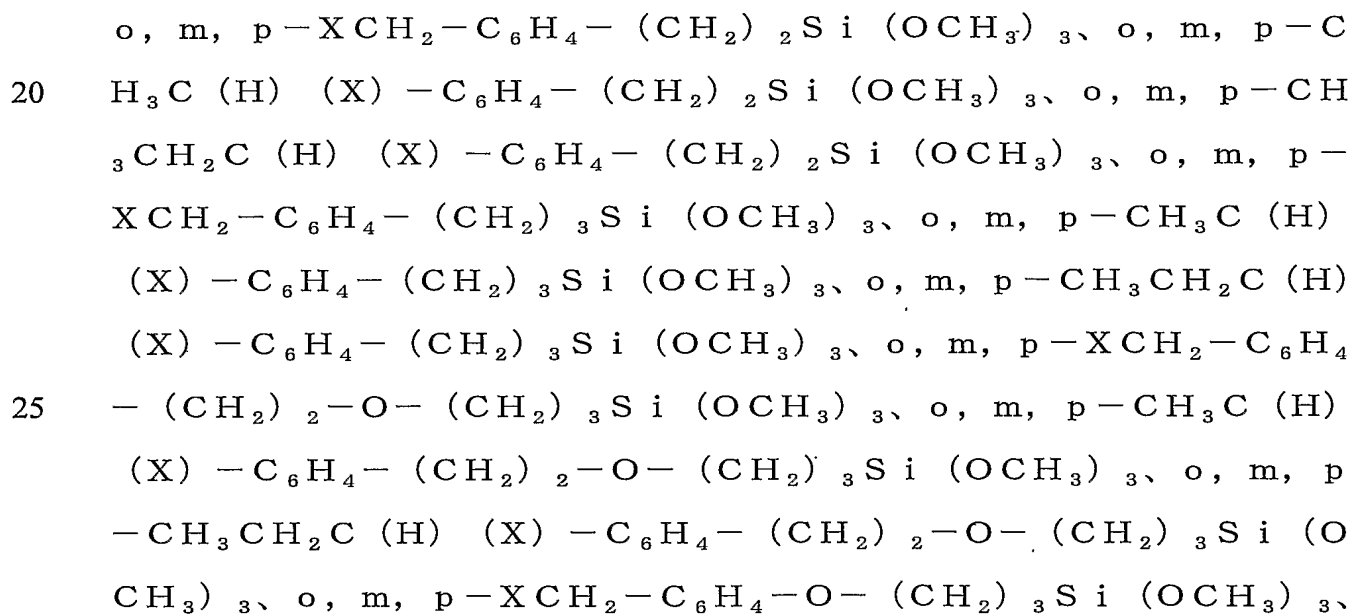 o, m, p－XCH₂－C₆H₄－（CH₂）₂Si（OCH₃）₃、o, m, p－C
20 H₃C（H）（X）－C₆H₄－（CH₂）₂Si（OCH₃）₃、o, m, p－CH
₃CH₂C（H）（X）－C₆H₄－（CH₂）₂Si（OCH₃）₃、o, m, p－
XCH₂－C₆H₄－（CH₂）₃Si（OCH₃）₃、o, m, p－CH₃C（H）
（X）－C₆H₄－（CH₂）₃Si（OCH₃）₃、o, m, p－CH₃CH₂C（H）
（X）－C₆H₄－（CH₂）₃Si（OCH₃）₃、o, m, p－XCH₂－C₆H₄
25 －（CH₂）₂－O－（CH₂）₃Si（OCH₃）₃、o, m, p－CH₃C（H）
（X）－C₆H₄－（CH₂）₂－O－（CH₂）₃Si（OCH₃）₃、o, m, p
－CH₃CH₂C（H）（X）－C₆H₄－（CH₂）₂－O－（CH₂）₃Si（O
CH₃）₃、o, m, p－XCH₂－C₆H₄－O－（CH₂）₃Si（OCH₃）₃、